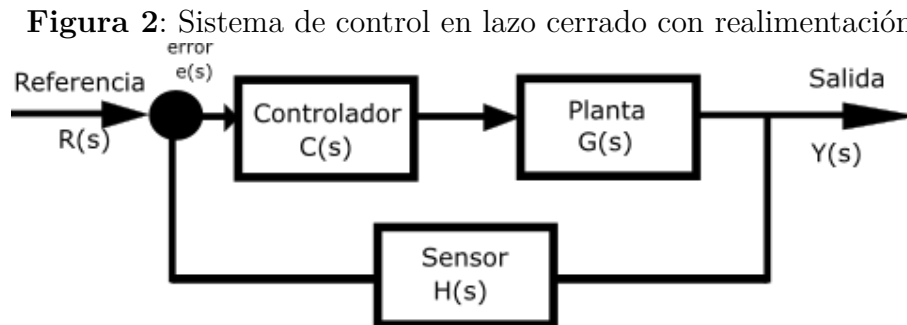 Figura 2: Sistema de control en lazo cerrado con realimentación
error
e(s)
Referencia
R(s)
Controlador
C(s)
Planta
G(s)
Salida
Y(s)
Sensor
H(s)